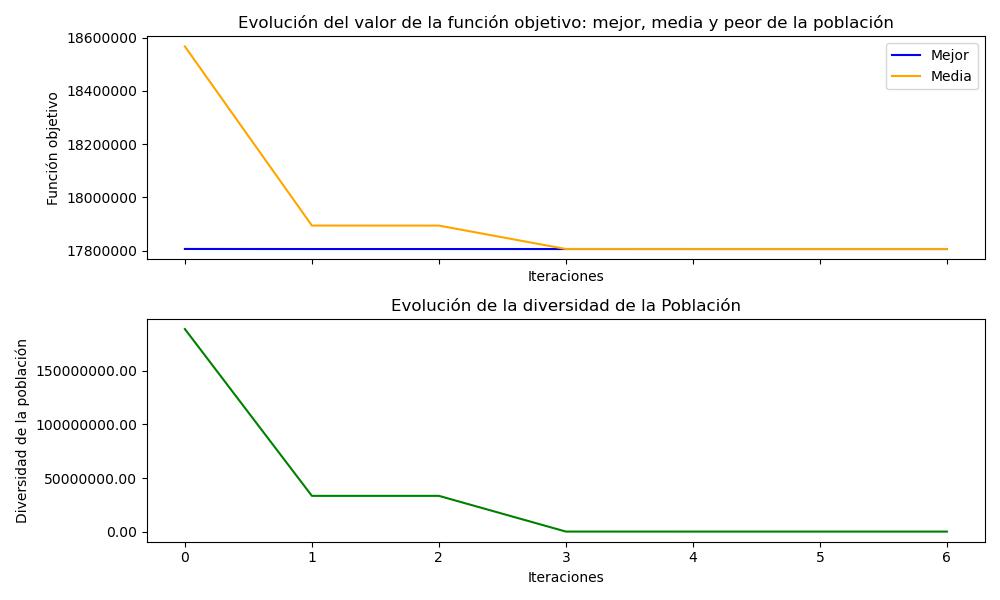 Evolución del valor de la función objetivo: mejor, media y peor de la población
18600000
18400000
18200000
18000000
17800000
Función objetivo
Mejor
Media
Iteraciones
Evolución de la diversidad de la Población
150000000.00
100000000.00
50000000.00
0.00
Diversidad de la población
0 1 2 3 4 5 6
Iteraciones